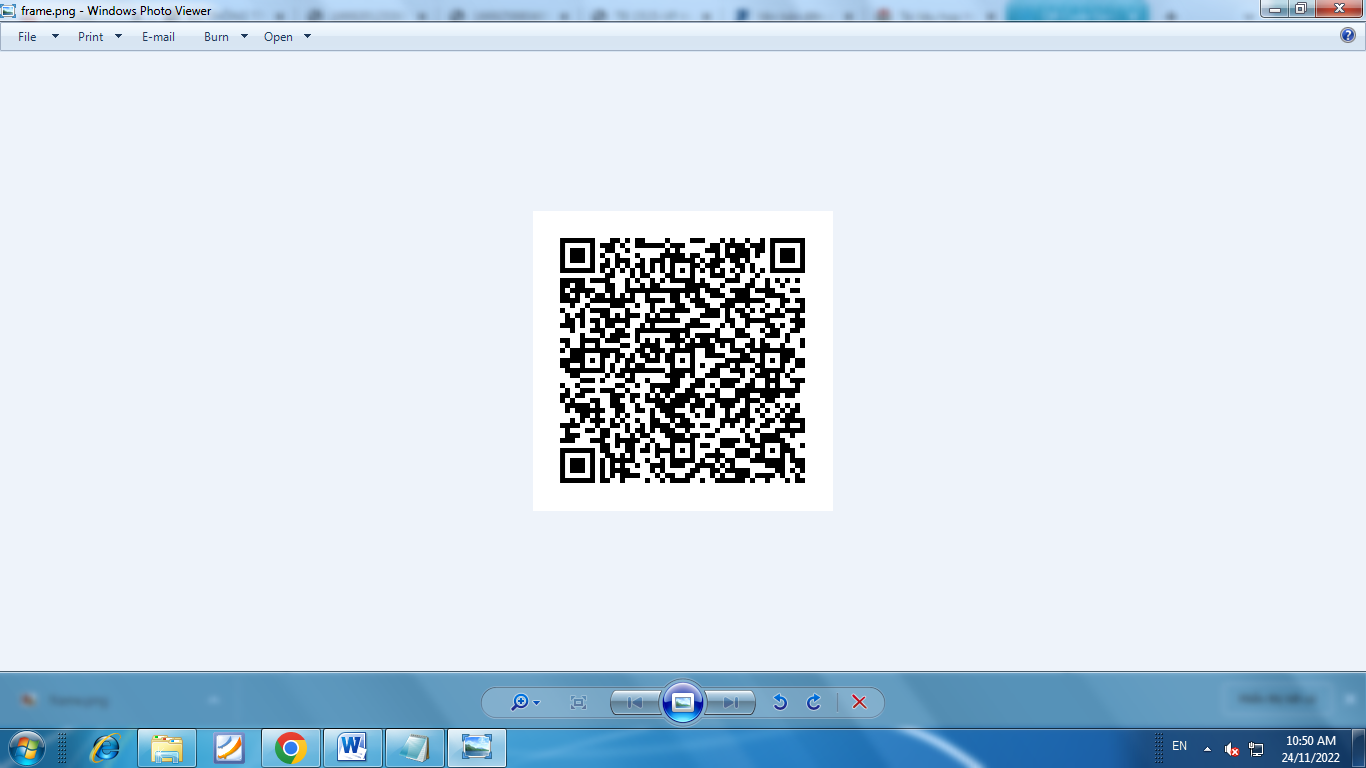 frame.png - Windows Photo Viewer
File Print E-mail Burn Open
EN
10:50 AM
24/11/2022